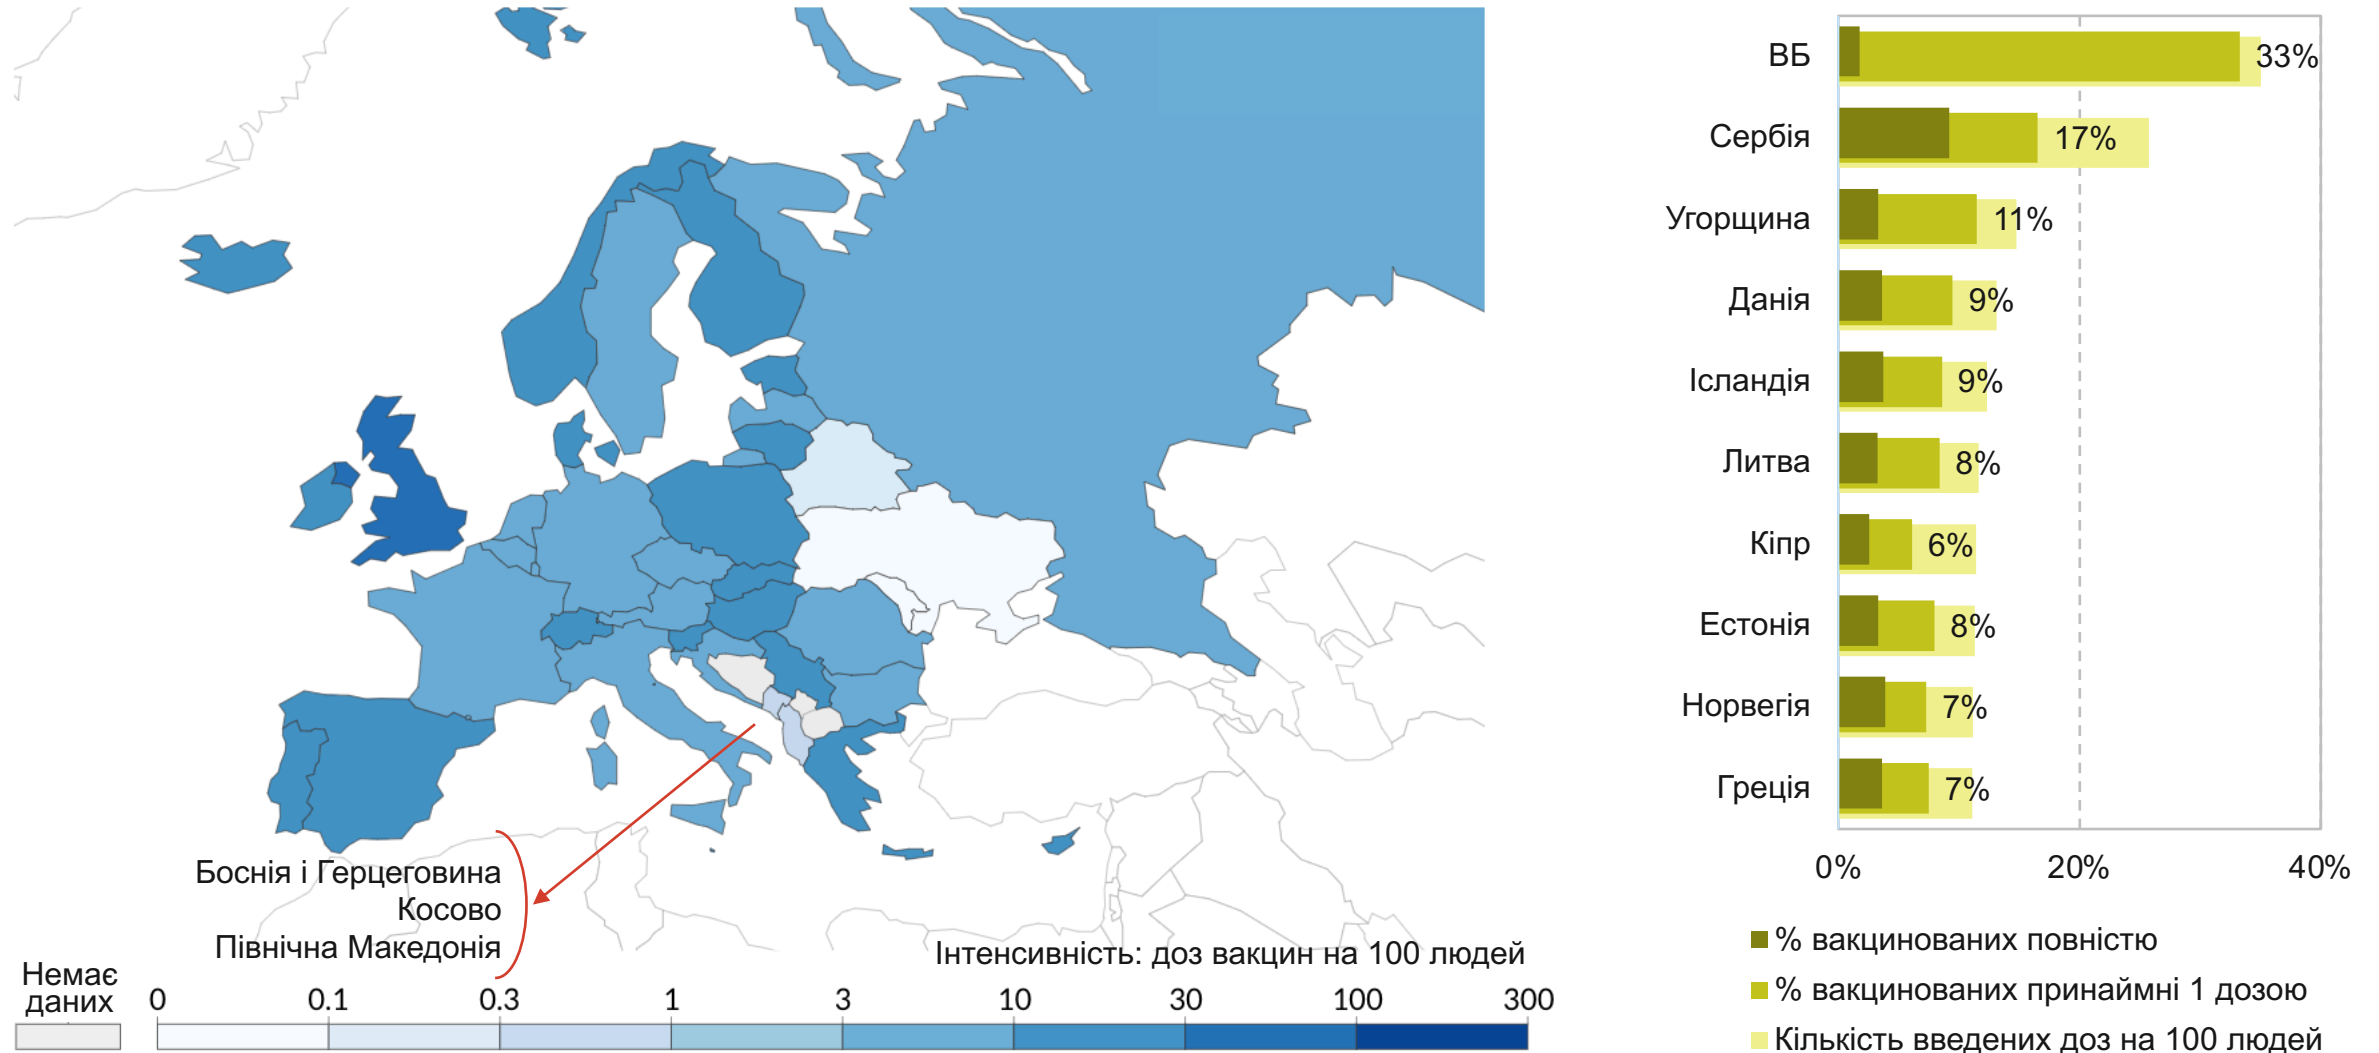 Боснія і Герцеговина
Косово
Північна Македонія
Інтенсивність: доз вакцин на 100 людей
Немає
даних
0 0.1 0.3 1 3 10 30 100 300
ВБ 33%
Сербія 17%
Угорщина 11%
Данія 9%
Ісландія 9%
Литва 8%
Кіпр 6%
Естонія 8%
Норвегія 7%
Греція 7%
0% 20% 40%
% вакцинованих повністю
% вакцинованих принаймні 1 дозою
Кількість введених доз на 100 людей